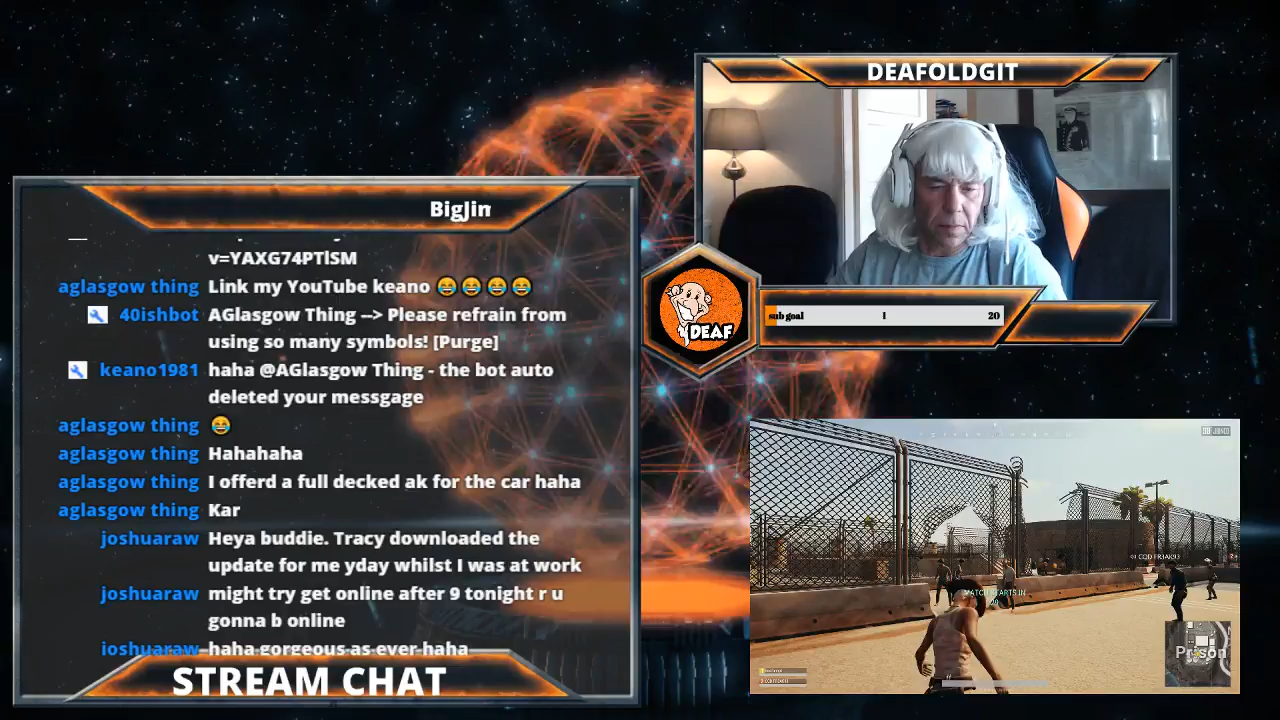 DEAFOLDGIT
BigJin
v=YAXG74PTlSM
aglasgow thing Link my YouTube keano 😂😂😂😂
40ishbot AGlasgow Thing --> Please refrain from
using so many symbols! [Purge]
keano1981 haha @AGlasgow Thing - the bot auto
deleted your messgage
aglasgow thing 😂
aglasgow thing Hahahaha
aglasgow thing I offerd a full decked ak for the car haha
aglasgow thing Kar
joshuaraw Heya buddie. Tracy downloaded the
update for me yday whilst I was at work
joshuaraw might try get online after 9 tonight r u
gonna b online
joshuaraw haha gorgeous as ever haha
STREAM CHAT
DEAF
sub goal 1 20
MATCH STARTS IN
Prison